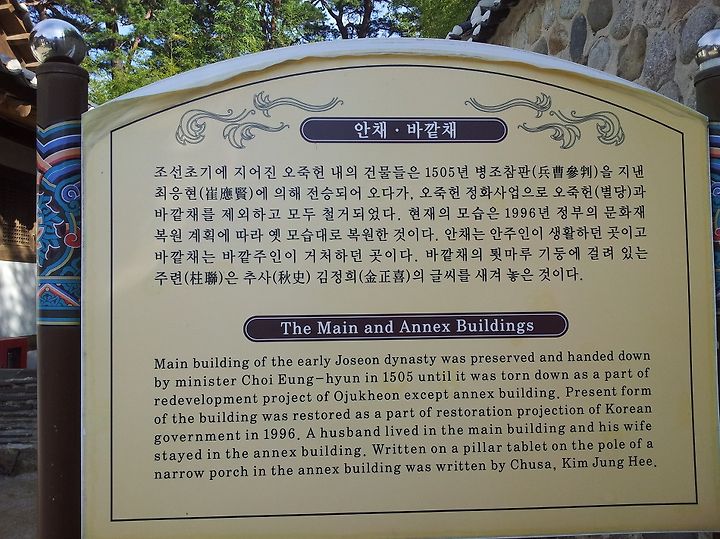 안채 · 바깥채
조선초기에 지어진 오죽헌 내의 건물들은 1505년 병조참판(兵曹參判)을 지낸
최응현(崔應賢)에 의해 전승되어 오다가, 오죽헌 정화사업으로 오죽헌(별당)과
바깥채를 제외하고 모두 철거되었다. 현재의 모습은 1996년 정부의 문화재
복원 계획에 따라 옛 모습대로 복원한 것이다. 안채는 안주인이 생활하던 곳이고
바깥채는 바깥주인이 거처하던 곳이다. 바깥채의 툇마루 기둥에 걸려 있는
주련(柱聯)은 추사(秋史) 김정희(金正喜)의 글씨를 새겨 놓은 것이다.
The Main and Annex Buildings
Main building of the early Joseon dynasty was preserved and handed down
by minister Choi Eung-hyun in 1505 until it was torn down as a part of
redevelopment project of Ojukheon except annex building. Present form
of the building was restored as a part of restoration projection of Korean
government in 1996. A husband lived in the main building and his wife
stayed in the annex building. Written on a pillar tablet on the pole of a
narrow porch in the annex building was written by Chusa, Kim Jung Hee.